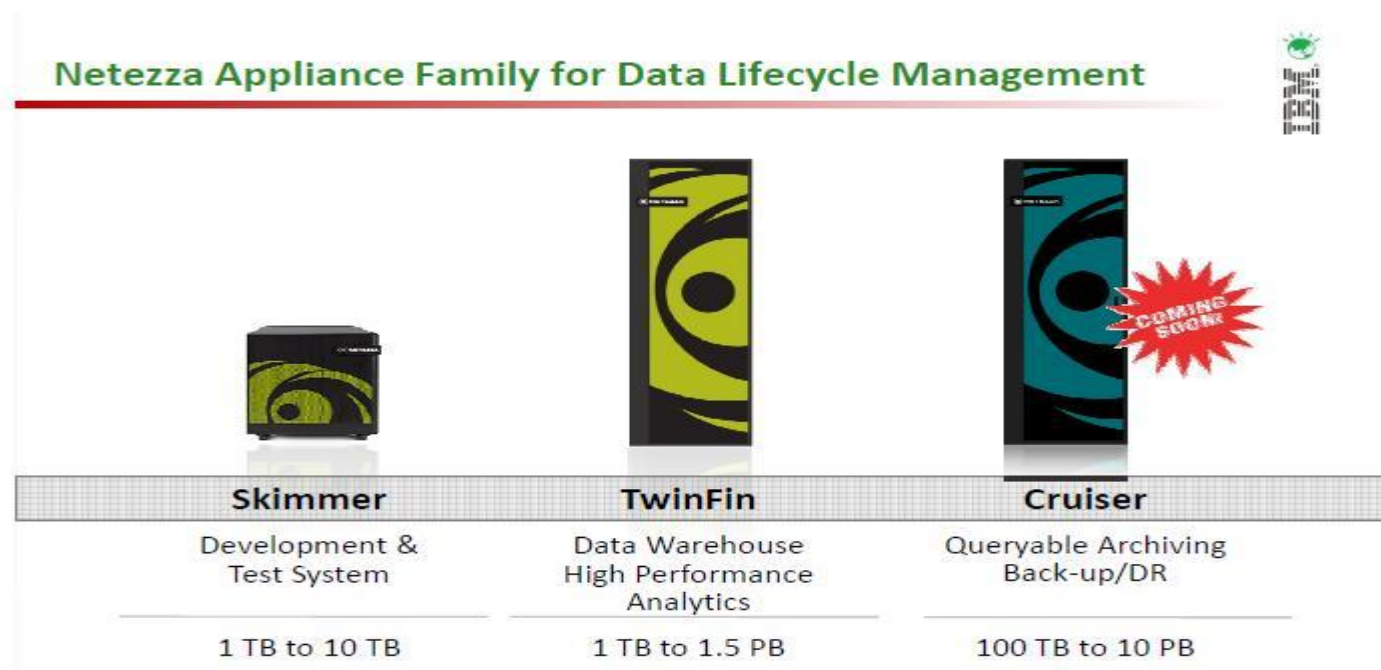 Netezza Appliance Family for Data Lifecycle Management
IBM
NETEZZA
COMING
SOON!
Skimmer
TwinFin
Cruiser
Development &
Test System
Data Warehouse
High Performance
Analytics
Queryable Archiving
Back-up/DR
1 TB to 10 TB
1 TB to 1.5 PB
100 TB to 10 PB